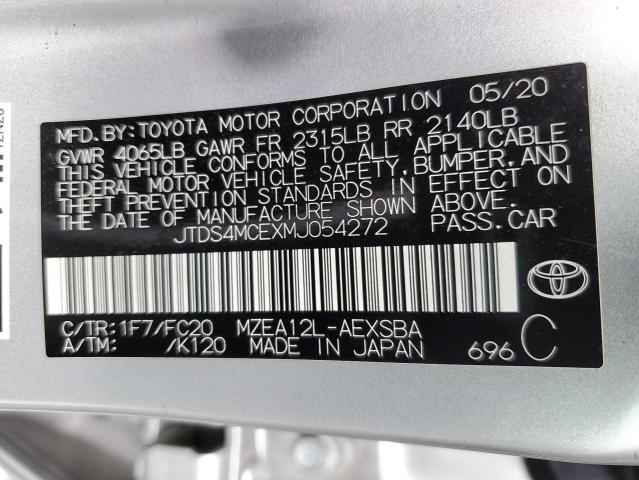 MFD. BY:TOYOTA MOTOR CORPORATION 05/20
GVWR 4065LB GAWR FR 2315LB RR 2140LB
THIS VEHICLE CONFORMS TO ALL APPLICABLE
FEDERAL MOTOR VEHICLE SAFETY, BUMPER, AND
THEFT PREVENTION STANDARDS IN EFFECT ON
THE DATE OF MANUFACTURE SHOWN ABOVE.
JTDS4MCEXMJ054272 PASS. CAR
C/TR: 1F7/FC20 MZEA12L-AEXSBA
A/TM: /K120 MADE IN JAPAN 696 C